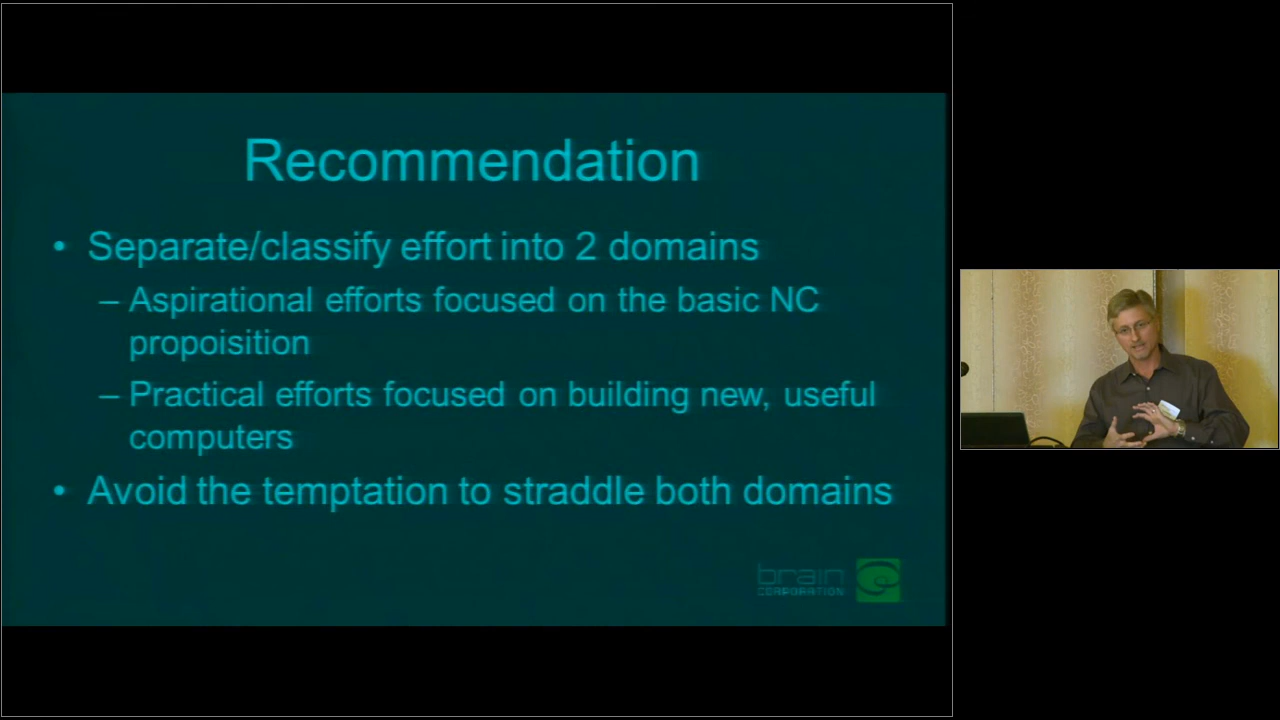 Recommendation
• Separate/classify effort into 2 domains
– Aspirational efforts focused on the basic NC
propoisition
– Practical efforts focused on building new, useful
computers
• Avoid the temptation to straddle both domains
brain
CORPORATION